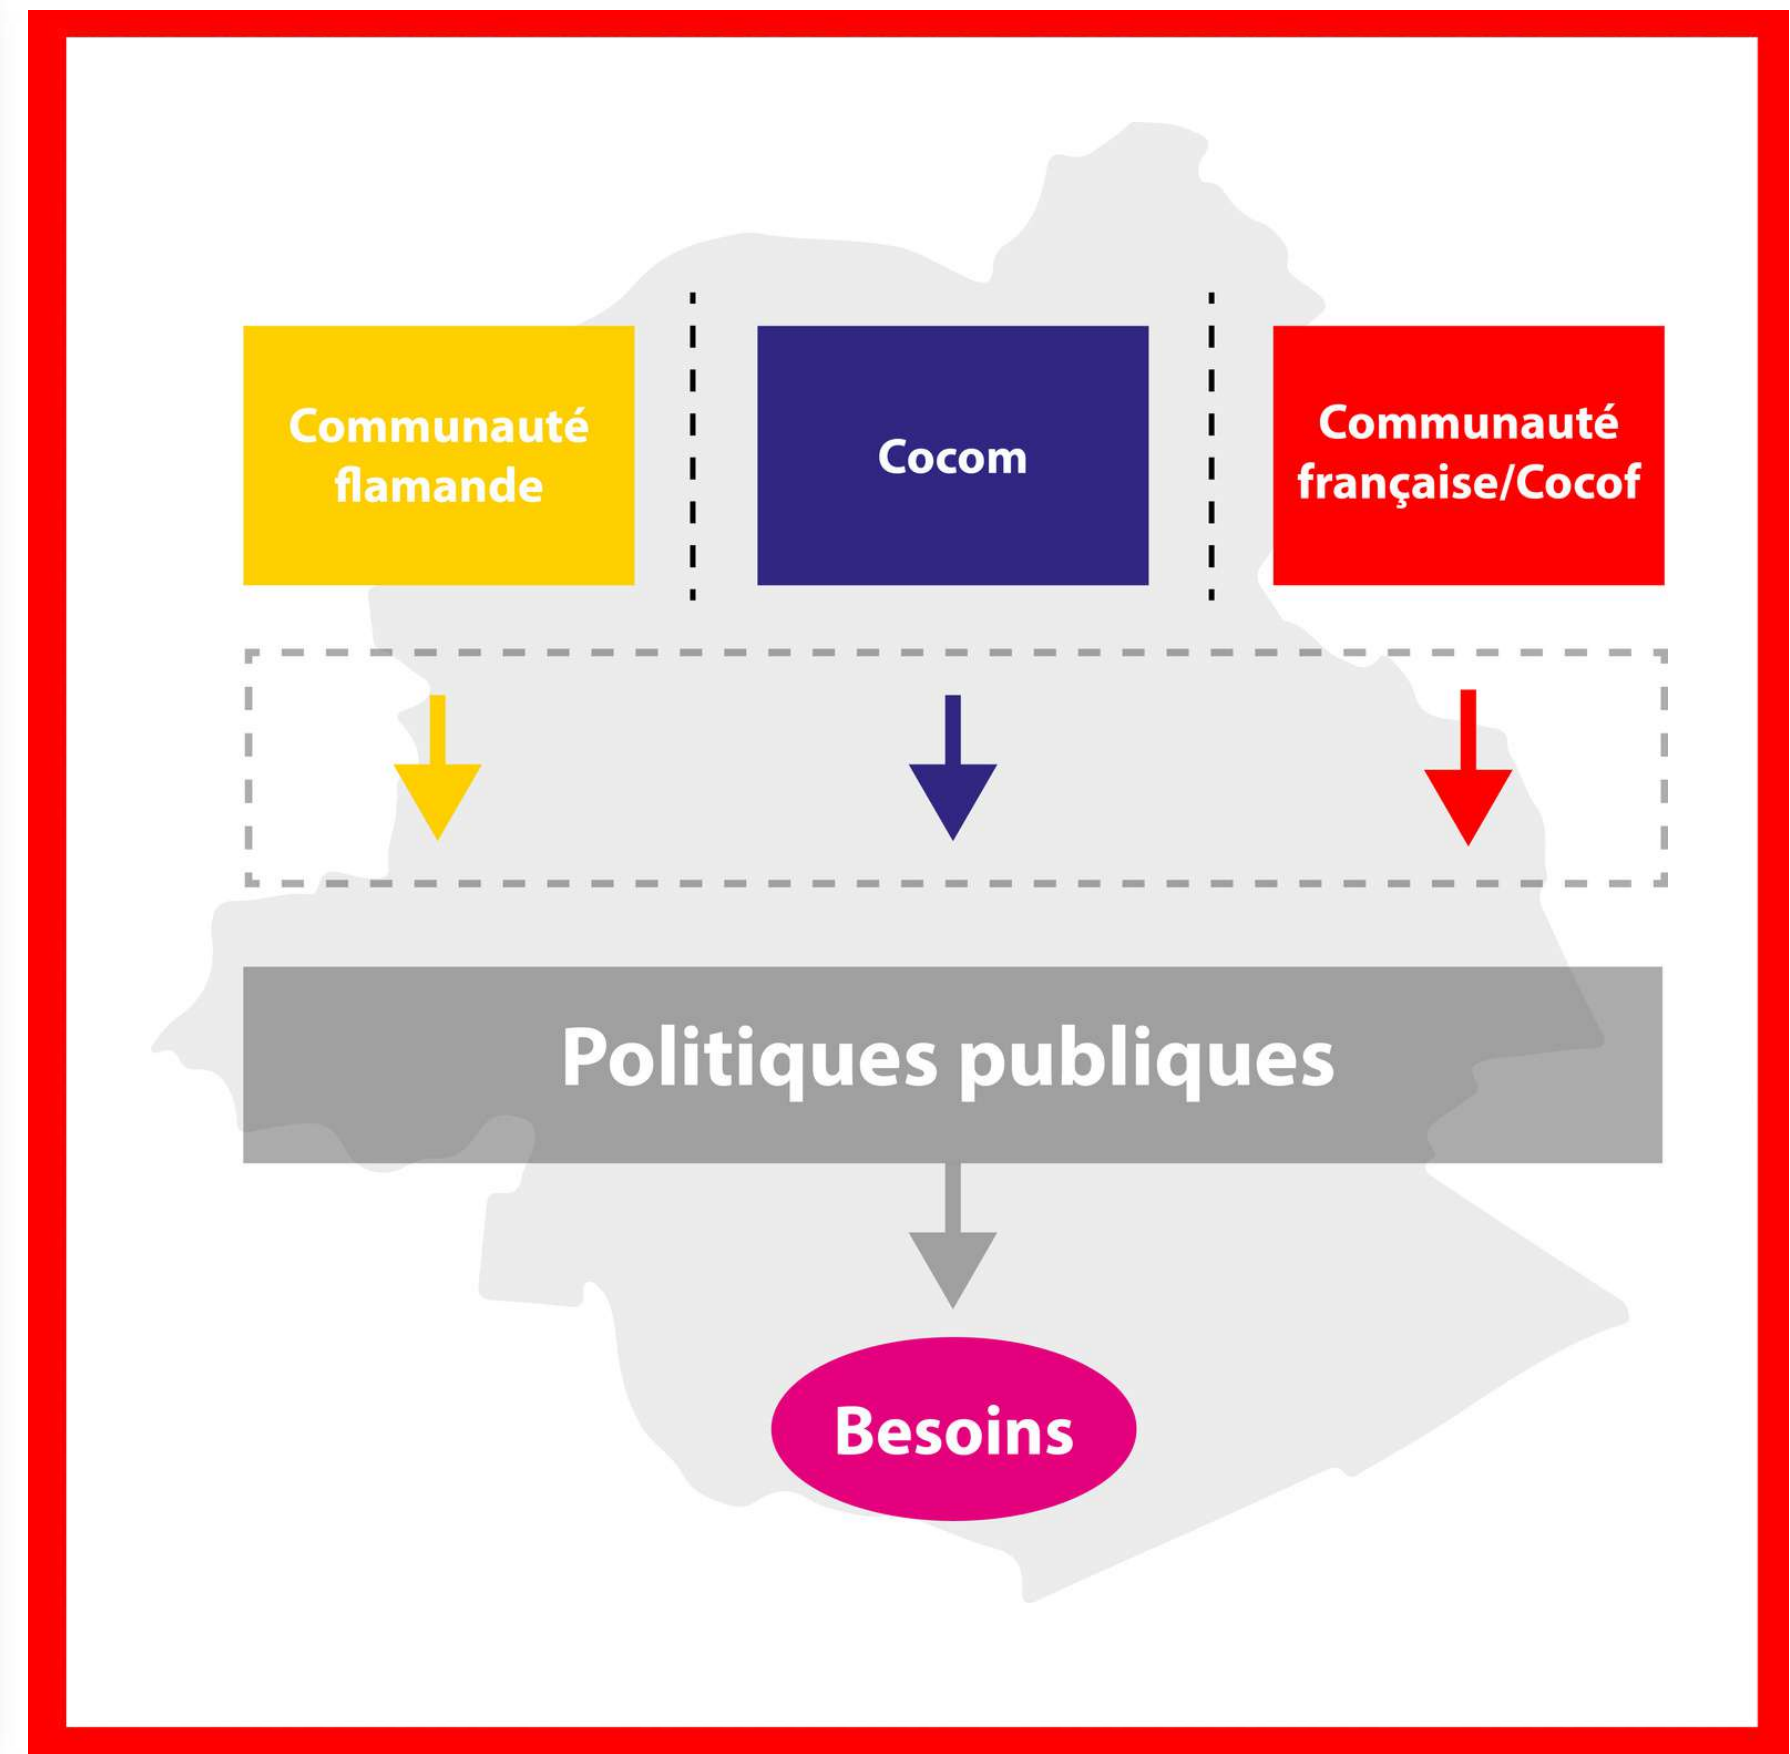 Communauté
flamande
Cocom
Communauté
française/Cocof
Politiques publiques
Besoins